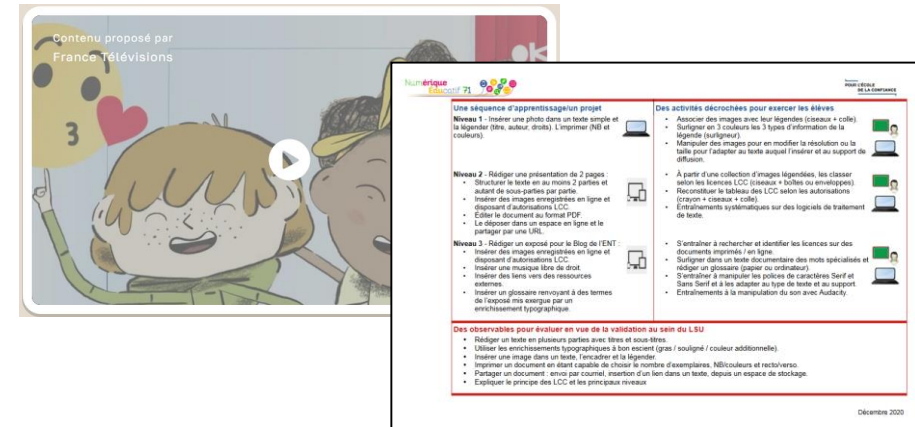 Contenu proposé par
France Télévisions
ok
Numérique
Éducatif 71
POUR L'ÉCOLE
DE LA CONFIANCE
Une séquence d'apprentissage/un projet
Niveau 1 - Insérer une photo dans un texte simple et
la légender (titre, auteur, droits). L'imprimer (NB et
couleurs).
Niveau 2 - Rédiger une présentation de 2 pages :
• Structurer le texte en au moins 2 parties et
autant de sous-parties par partie.
• Insérer des images enregistrées en ligne et
disposant d'autorisations LCC.
• Éditer le document au format PDF.
• Le déposer dans un espace en ligne et le
partager par une URL.
Niveau 3 - Rédiger un exposé pour le Blog de l'ENT :
• Insérer des images enregistrées en ligne et
disposant d'autorisations LCC.
• Insérer une musique libre de droit.
• Insérer des liens vers des ressources
externes.
• Insérer un glossaire renvoyant à des termes
de l'exposé mis exergue par un
enrichissement typographique.
Des activités décrochées pour exercer les élèves
• Associer des images avec leur légendes (ciseaux + colle).
• Surligner en 3 couleurs les 3 types d'information de la
légende (surligneur).
• Manipuler des images pour en modifier la résolution ou la
taille pour l'adapter au texte auquel l'insérer et au support de
diffusion.
• À partir d'une collection d'images légendées, les classer
selon les licences LCC (ciseaux + boîtes ou enveloppes).
• Reconstituer le tableau des LCC selon les autorisations
(crayon + ciseaux + colle).
• Entraînements systématiques sur des logiciels de traitement
de texte.
• S'entraîner à rechercher et identifier les licences sur des
documents imprimés / en ligne.
• Surligner dans un texte documentaire des mots spécialisés et
rédiger un glossaire (papier ou ordinateur).
• S'entraîner à manipuler les polices de caractères Serif et
Sans Serif et à les adapter au type de texte et au support.
• Entraînements à la manipulation du son avec Audacity.
Des observables pour évaluer en vue de la validation au sein du LSU
• Rédiger un texte en plusieurs parties avec titres et sous-titres.
• Utiliser les enrichissements typographiques à bon escient (gras / souligné / couleur additionnelle).
• Insérer une image dans un texte, l'encadrer et la légender.
• Imprimer un document en étant capable de choisir le nombre d'exemplaires, NB/couleurs et recto/verso.
• Partager un document : envoi par courriel, insertion d'un lien dans un texte, depuis un espace de stockage.
• Expliquer le principe des LCC et les principaux niveaux
Décembre 2020